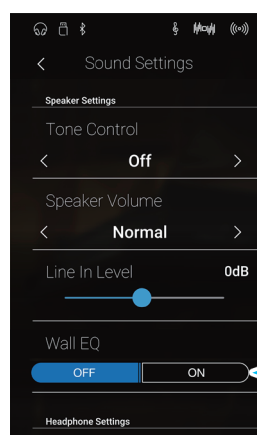 Sound Settings
Speaker Settings
Tone Control
Off
Speaker Volume
Normal
Line In Level 0dB
Wall EQ
OFF ON
Headphone Settings